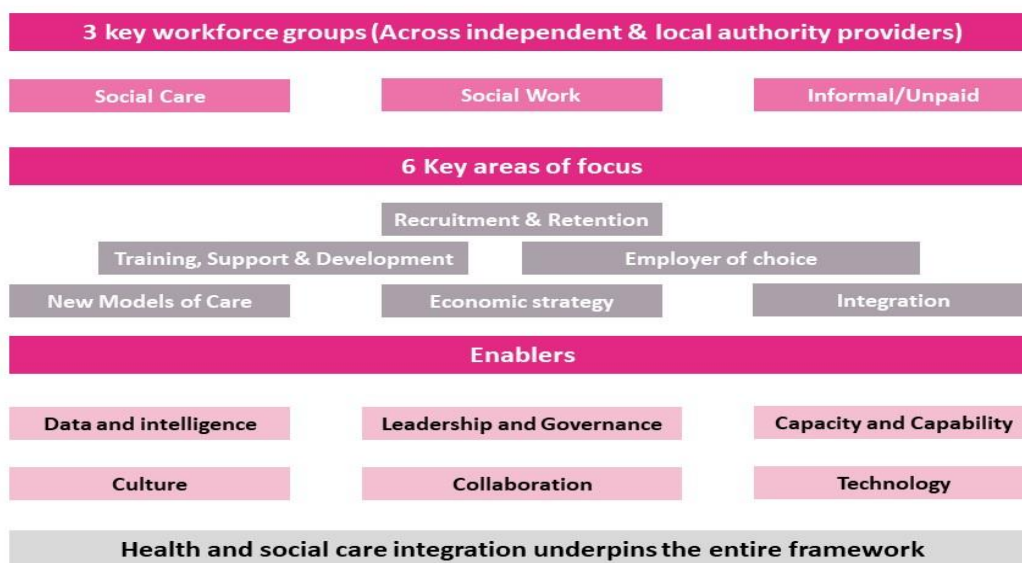 3 key workforce groups (Across independent & local authority providers)
Social Care
Social Work
Informal/Unpaid
6 Key areas of focus
Recruitment & Retention
Training, Support & Development
Employer of choice
New Models of Care
Economic strategy
Integration
Enablers
Data and intelligence
Leadership and Governance
Capacity and Capability
Culture
Collaboration
Technology
Health and social care integration underpins the entire framework